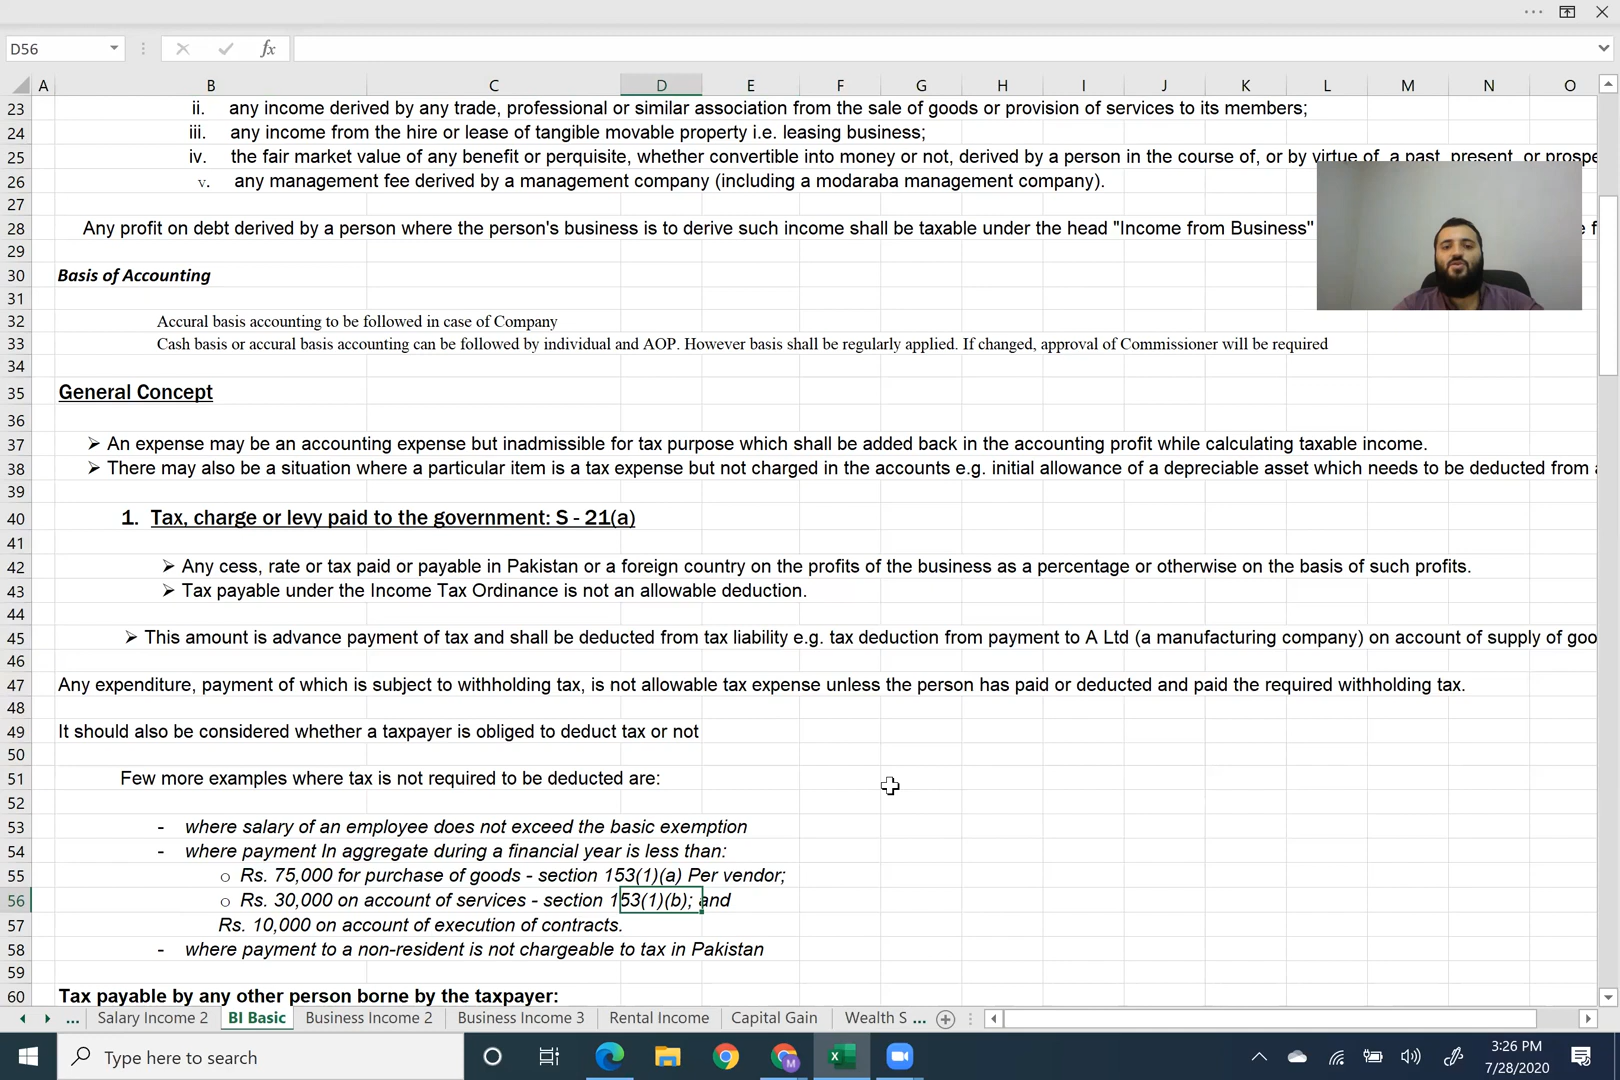 D56
fx
A B C D E F G H I J K L M N O
23 ii. any income derived by any trade, professional or similar association from the sale of goods or provision of services to its members;
24 iii. any income from the hire or lease of tangible movable property i.e. leasing business;
25 iv. the fair market value of any benefit or perquisite, whether convertible into money or not, derived by a person in the course of, or by virtue of, a past, present, or prospe
26 v. any management fee derived by a management company (including a modaraba management company).
27
28 Any profit on debt derived by a person where the person's business is to derive such income shall be taxable under the head "Income from Business" e f
29
30 Basis of Accounting
31
32 Accural basis accounting to be followed in case of Company
33 Cash basis or accural basis accounting can be followed by individual and AOP. However basis shall be regularly applied. If changed, approval of Commissioner will be required
34
35 General Concept
36
37 ➢ An expense may be an accounting expense but inadmissible for tax purpose which shall be added back in the accounting profit while calculating taxable income.
38 ➢ There may also be a situation where a particular item is a tax expense but not charged in the accounts e.g. initial allowance of a depreciable asset which needs to be deducted from a
39
40 1. Tax, charge or levy paid to the government: S - 21(a)
41
42 ➢ Any cess, rate or tax paid or payable in Pakistan or a foreign country on the profits of the business as a percentage or otherwise on the basis of such profits.
43 ➢ Tax payable under the Income Tax Ordinance is not an allowable deduction.
44
45 ➢ This amount is advance payment of tax and shall be deducted from tax liability e.g. tax deduction from payment to A Ltd (a manufacturing company) on account of supply of goo
46
47 Any expenditure, payment of which is subject to withholding tax, is not allowable tax expense unless the person has paid or deducted and paid the required withholding tax.
48
49 It should also be considered whether a taxpayer is obliged to deduct tax or not
50
51 Few more examples where tax is not required to be deducted are:
52
53 - where salary of an employee does not exceed the basic exemption
54 - where payment In aggregate during a financial year is less than:
55 o Rs. 75,000 for purchase of goods - section 153(1)(a) Per vendor;
56 o Rs. 30,000 on account of services - section 153(1)(b); and
57 Rs. 10,000 on account of execution of contracts.
58 - where payment to a non-resident is not chargeable to tax in Pakistan
59
60 Tax payable by any other person borne by the taxpayer:
... Salary Income 2 BI Basic Business Income 2 Business Income 3 Rental Income Capital Gain Wealth S ...
Type here to search
M
3:26 PM
7/28/2020